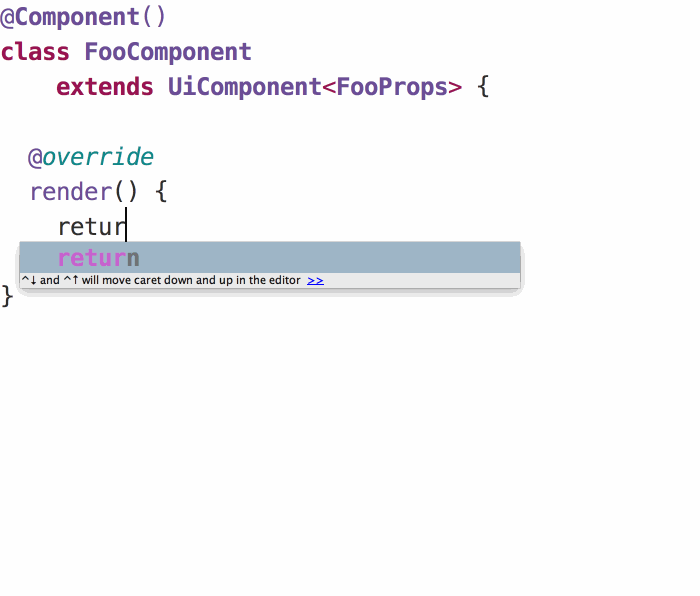 @Component()
class FooComponent
    extends UiComponent<FooProps> {
  @override
  render() {
    retur
    return
^↓ and ^↑ will move caret down and up in the editor >>
}